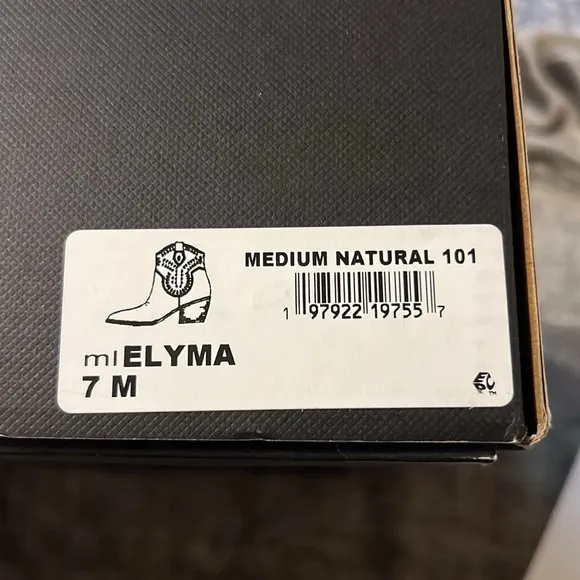 MEDIUM NATURAL 101
1 97922 19755 7
mlELYMA
7 M